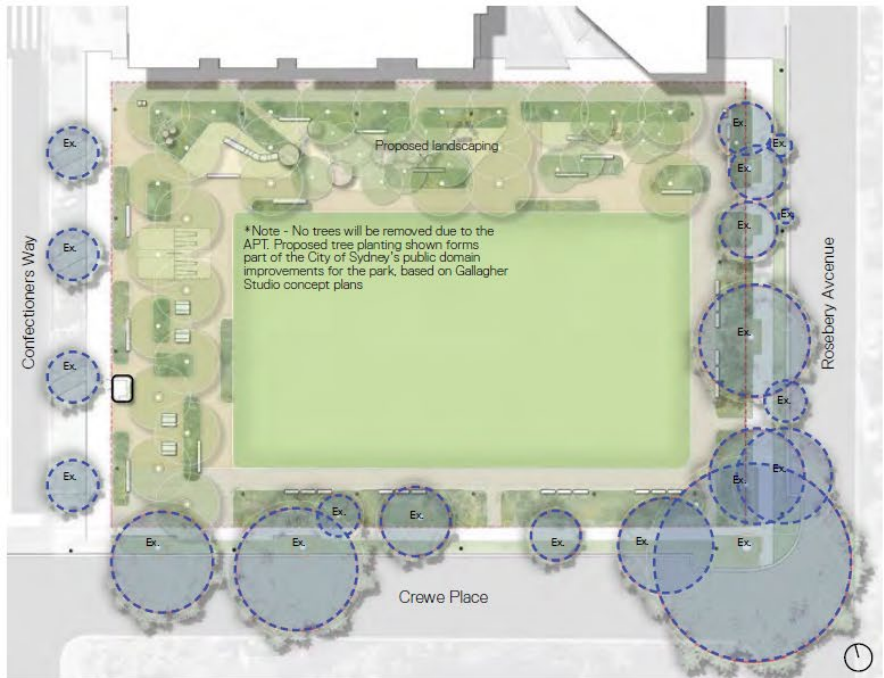 Ex.
Ex.
Ex.
Proposed landscaping
Ex.
Ex.
*Note - No trees will be removed due to the
APT. Proposed tree planting shown forms
part of the City of Sydney's public domain
improvements for the park, based on Gallagher
Studio concept plans
Ex.
Ex.
Confectioners Way
Rosebery Avcenue
Ex.
Ex.
Ex.
Ex.
Ex.
Ex.
Ex.
Ex.
Ex.
Ex.
Ex.
Ex.
Ex.
Crewe Place